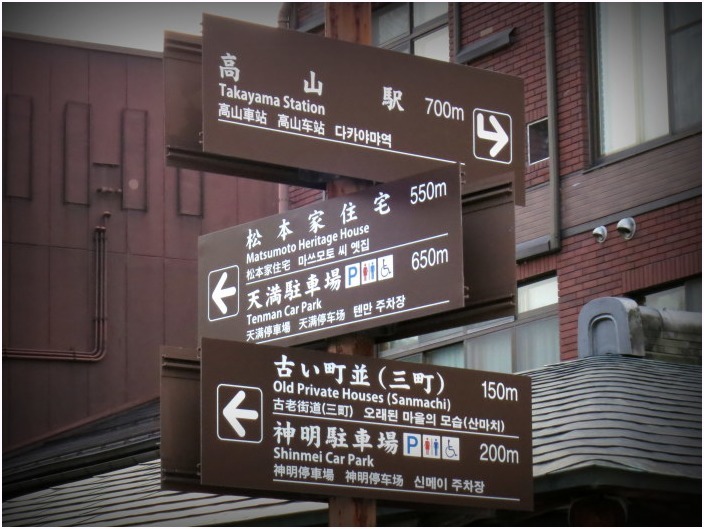 高山駅 700m
Takayama Station
高山車站 高山车站 다카야먀역
松本家住宅 550m
Matsumoto Heritage House
松本家住宅 마쓰모토 씨 옛집
天満駐車場 P 650m
Tenman Car Park
天满停車場 天满停车场 텐만 주차장
古い町並(三町) 150m
Old Private Houses (Sanmachi)
古老街道(三町) 오래된 마을의 모습(산마치)
神明駐車場 P 200m
Shinmei Car Park
神明停車場 神明停车场 신메이 주차장